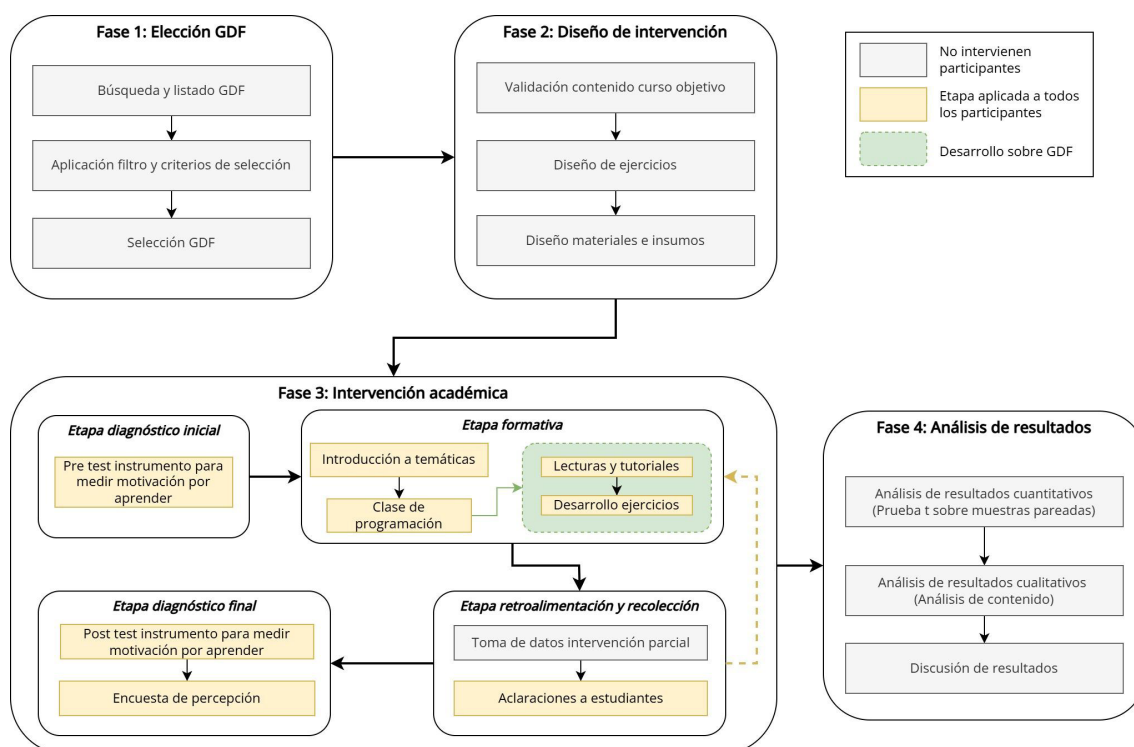 Fase 1: Elección GDF
Búsqueda y listado GDF
Aplicación filtro y criterios de selección
Selección GDF
Fase 2: Diseño de intervención
Validación contenido curso objetivo
Diseño de ejercicios
Diseño materiales e insumos
No intervienen
participantes
Etapa aplicada a todos
los participantes
Desarrollo sobre GDF
Fase 3: Intervención académica
Etapa diagnóstico inicial
Pre test instrumento para
medir motivación por
aprender
Etapa formativa
Introducción a temáticas
Clase de
programación
Lecturas y tutoriales
Desarrollo ejercicios
Etapa diagnóstico final
Post test instrumento para medir
motivación por aprender
Encuesta de percepción
Etapa retroalimentación y recolección
Toma de datos intervención parcial
Aclaraciones a estudiantes
Fase 4: Análisis de resultados
Análisis de resultados cuantitativos
(Prueba t sobre muestras pareadas)
Análisis de resultados cualitativos
(Análisis de contenido)
Discusión de resultados